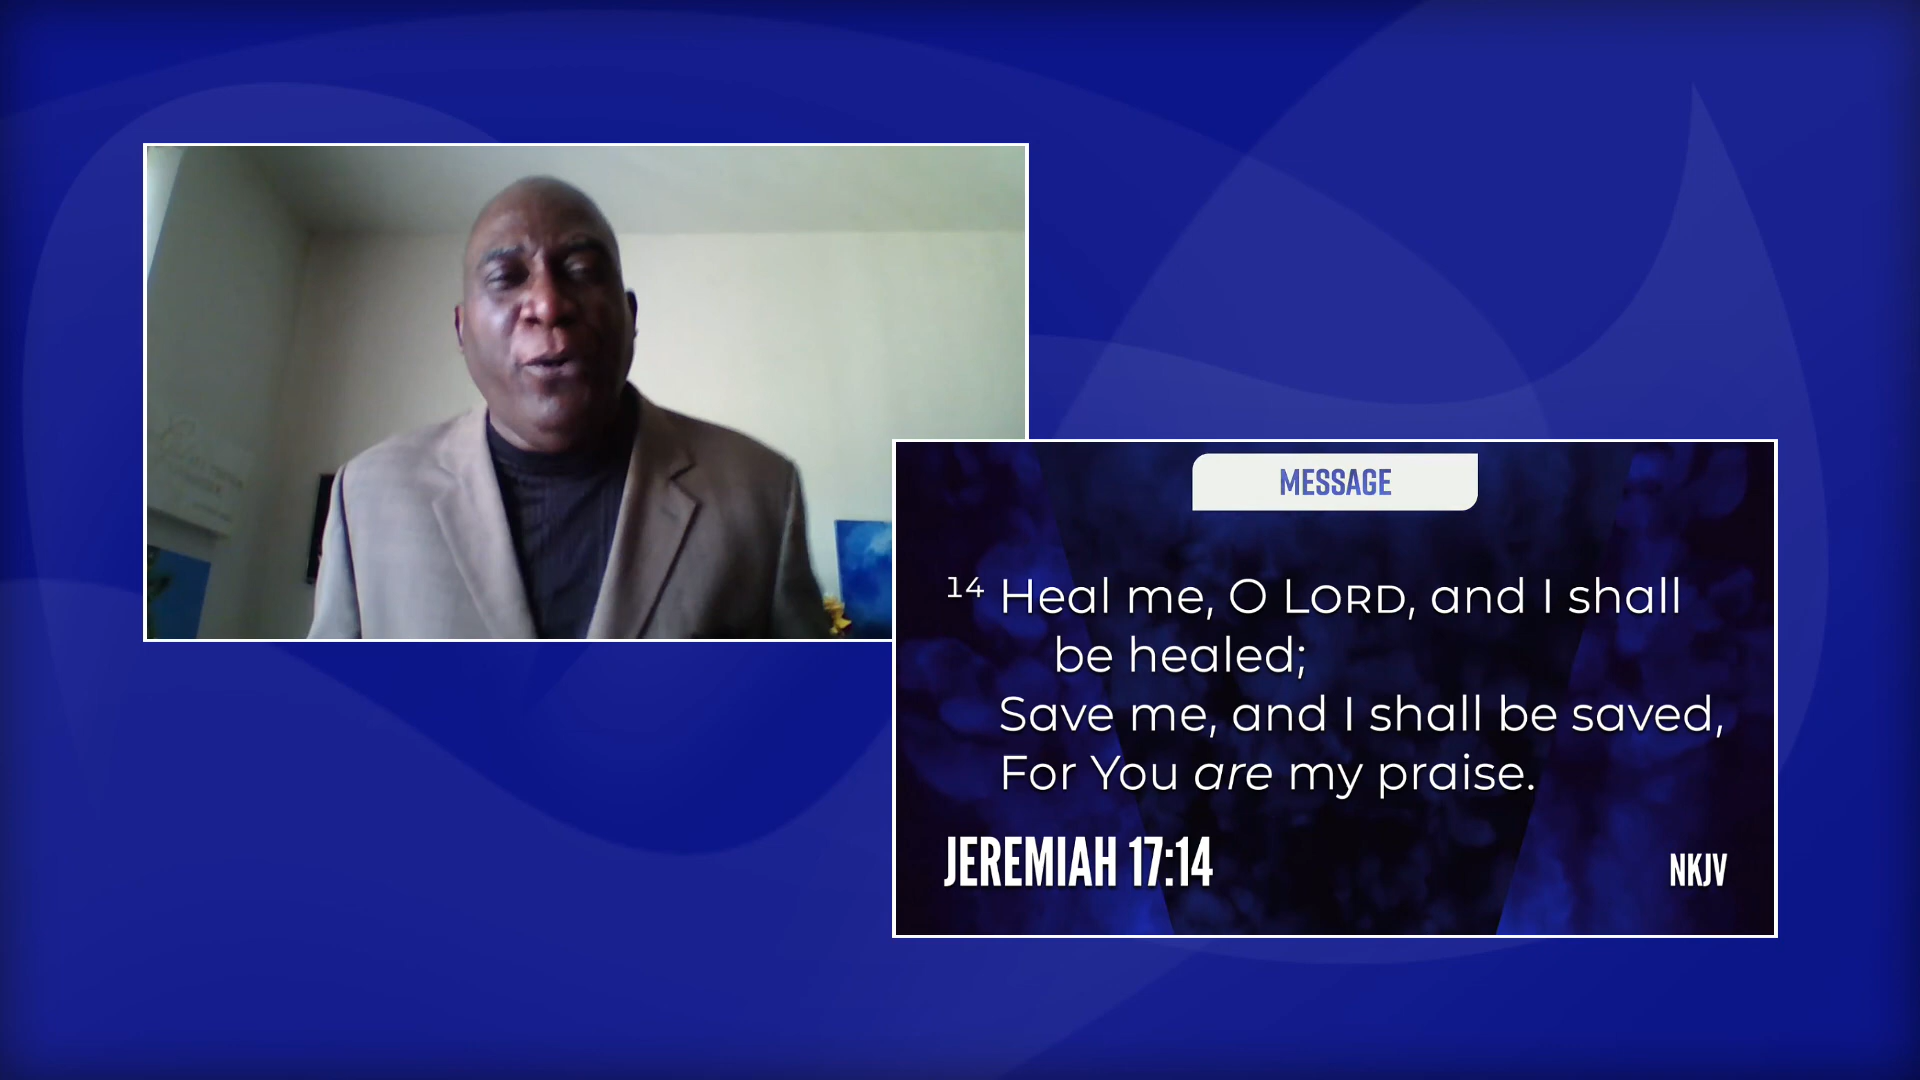 MESSAGE
14 Heal me, O LORD, and I shall
be healed;
Save me, and I shall be saved,
For You are my praise.
JEREMIAH 17:14
NKJV